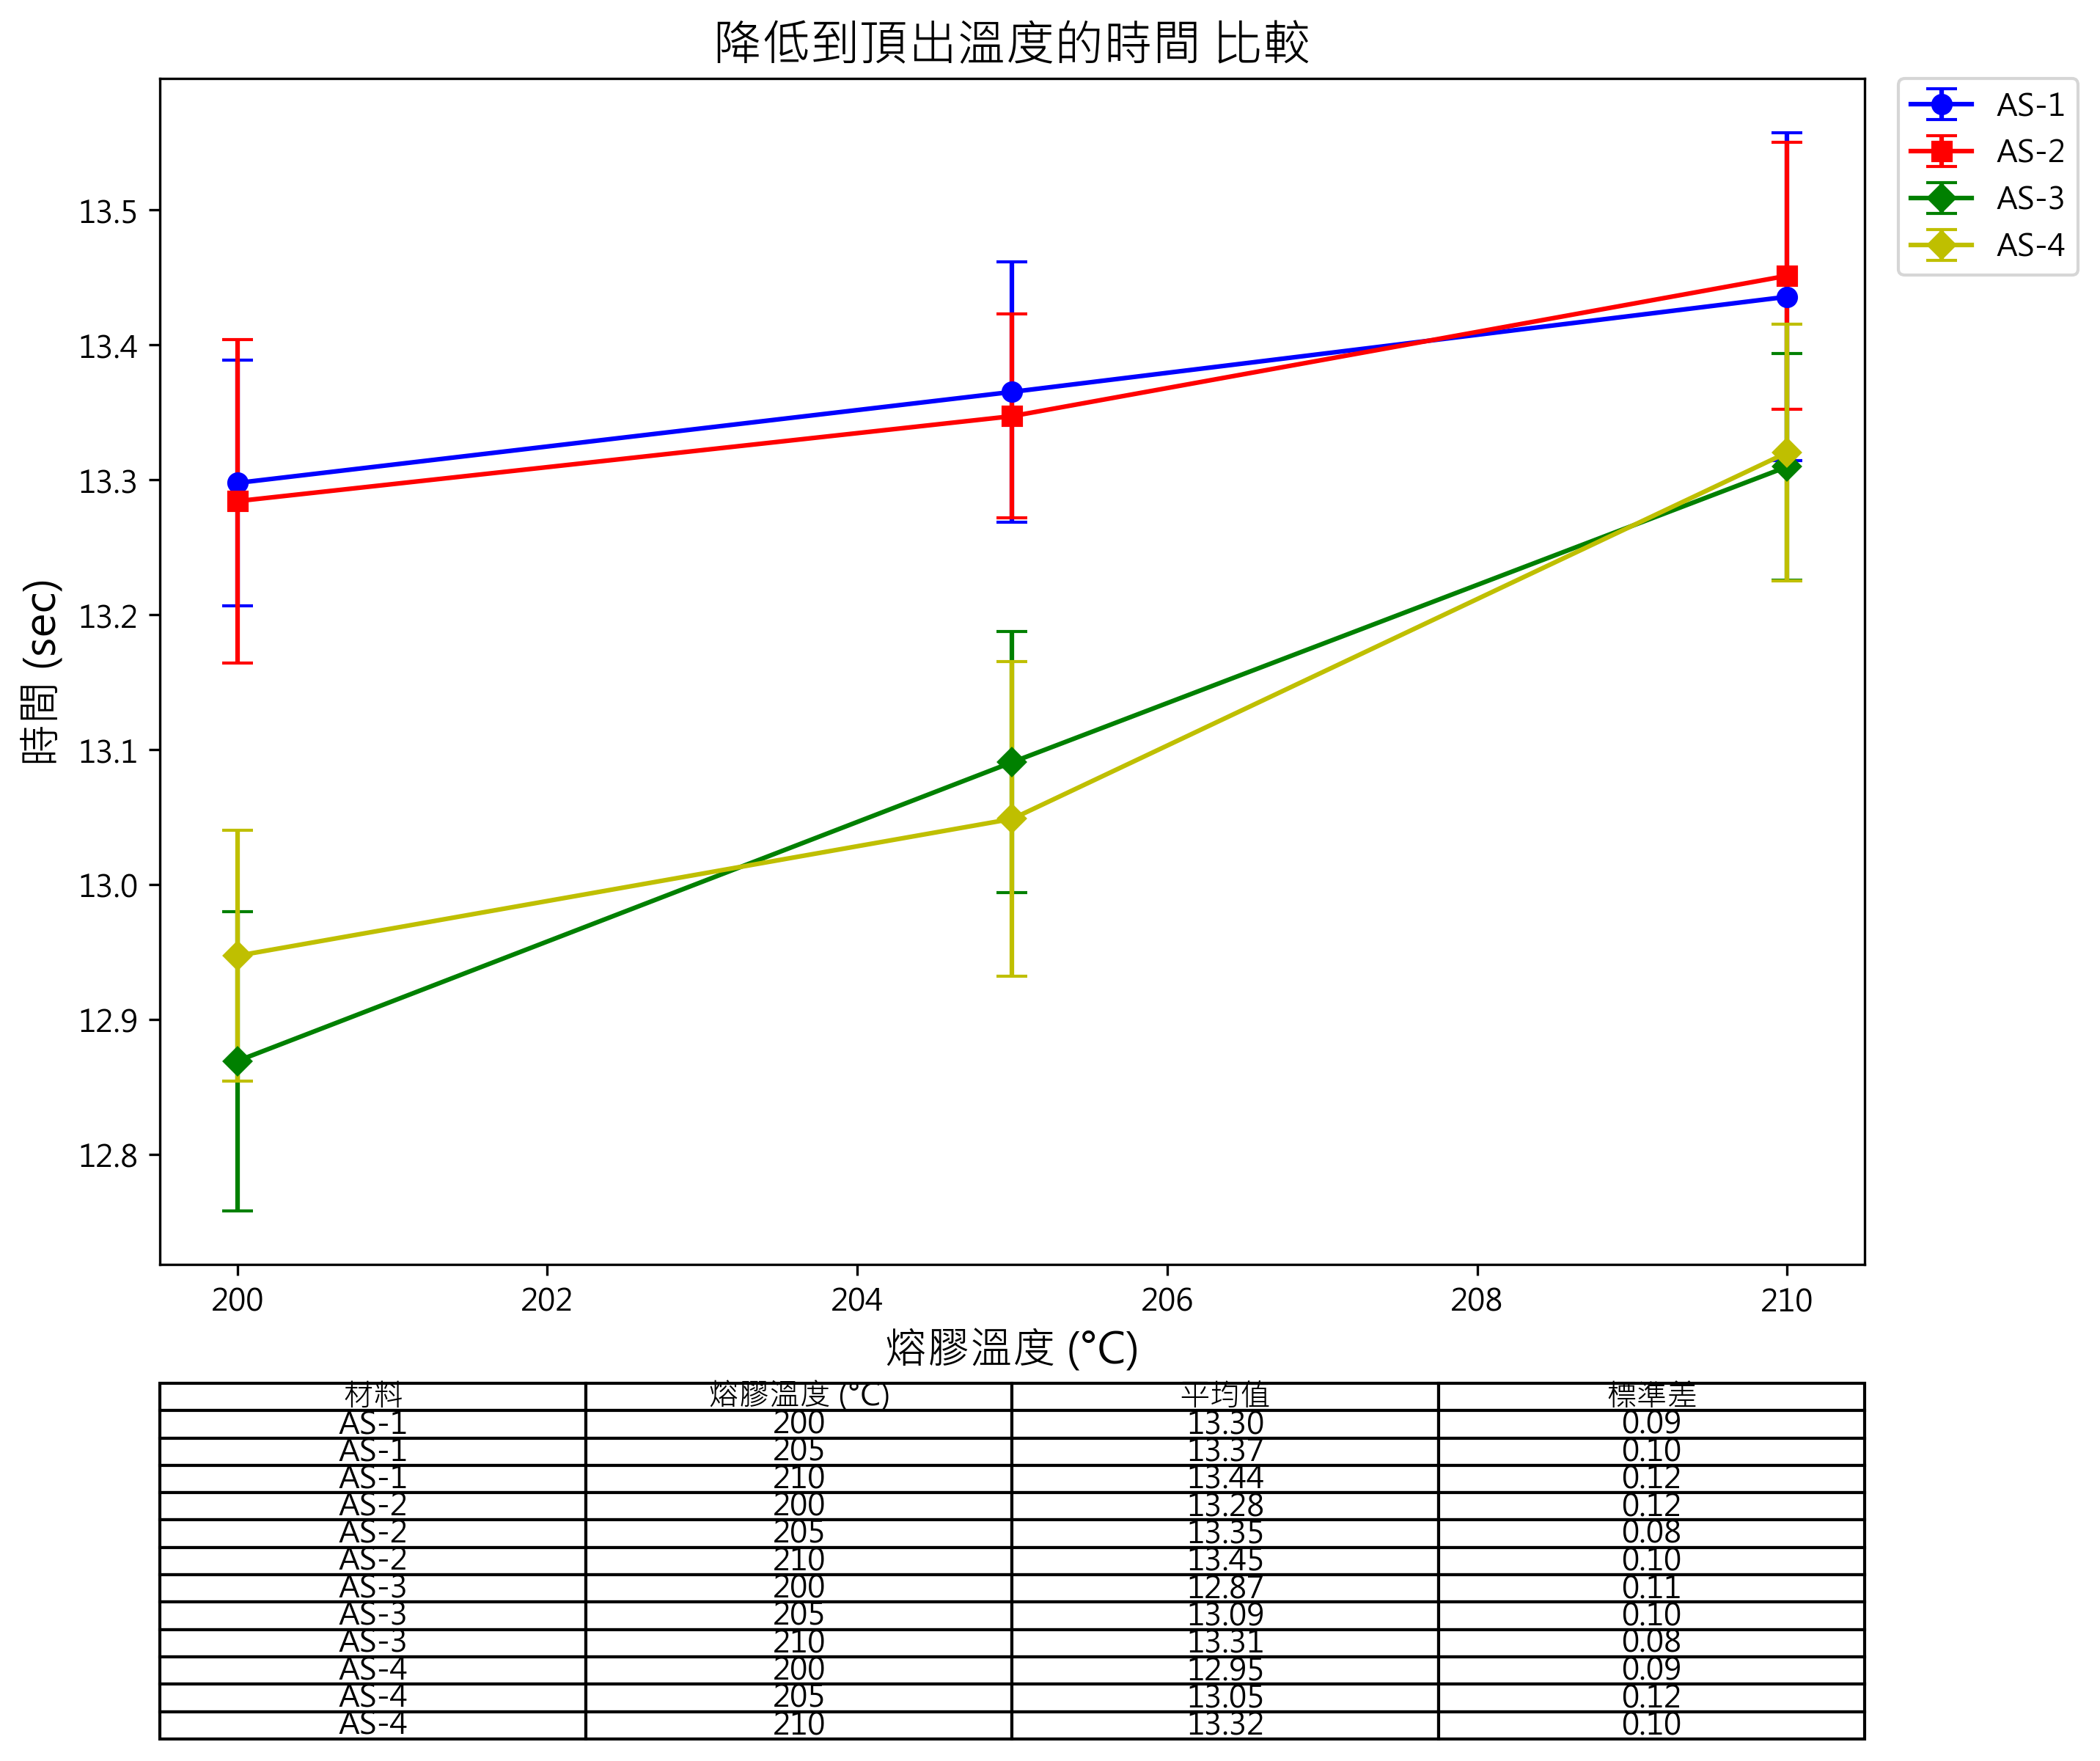 降低到頂出溫度的時間 比較
AS-1
AS-2
AS-3
AS-4
時間 (sec)
13.5
13.4
13.3
13.2
13.1
13.0
12.9
12.8
200 202 204 206 208 210
熔膠溫度 (°C)
材料 熔膠溫度 (°C) 平均值 標準差
AS-1 200 13.30 0.09
AS-1 205 13.37 0.10
AS-1 210 13.44 0.12
AS-2 200 13.28 0.12
AS-2 205 13.35 0.08
AS-2 210 13.45 0.10
AS-3 200 12.87 0.11
AS-3 205 13.09 0.10
AS-3 210 13.31 0.08
AS-4 200 12.95 0.09
AS-4 205 13.05 0.12
AS-4 210 13.32 0.10